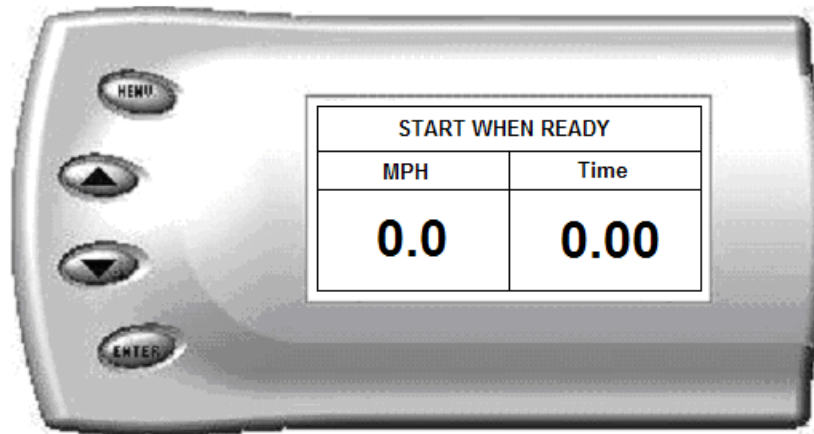 MENU
START WHEN READY
MPH Time
0.0 0.00
ENTER